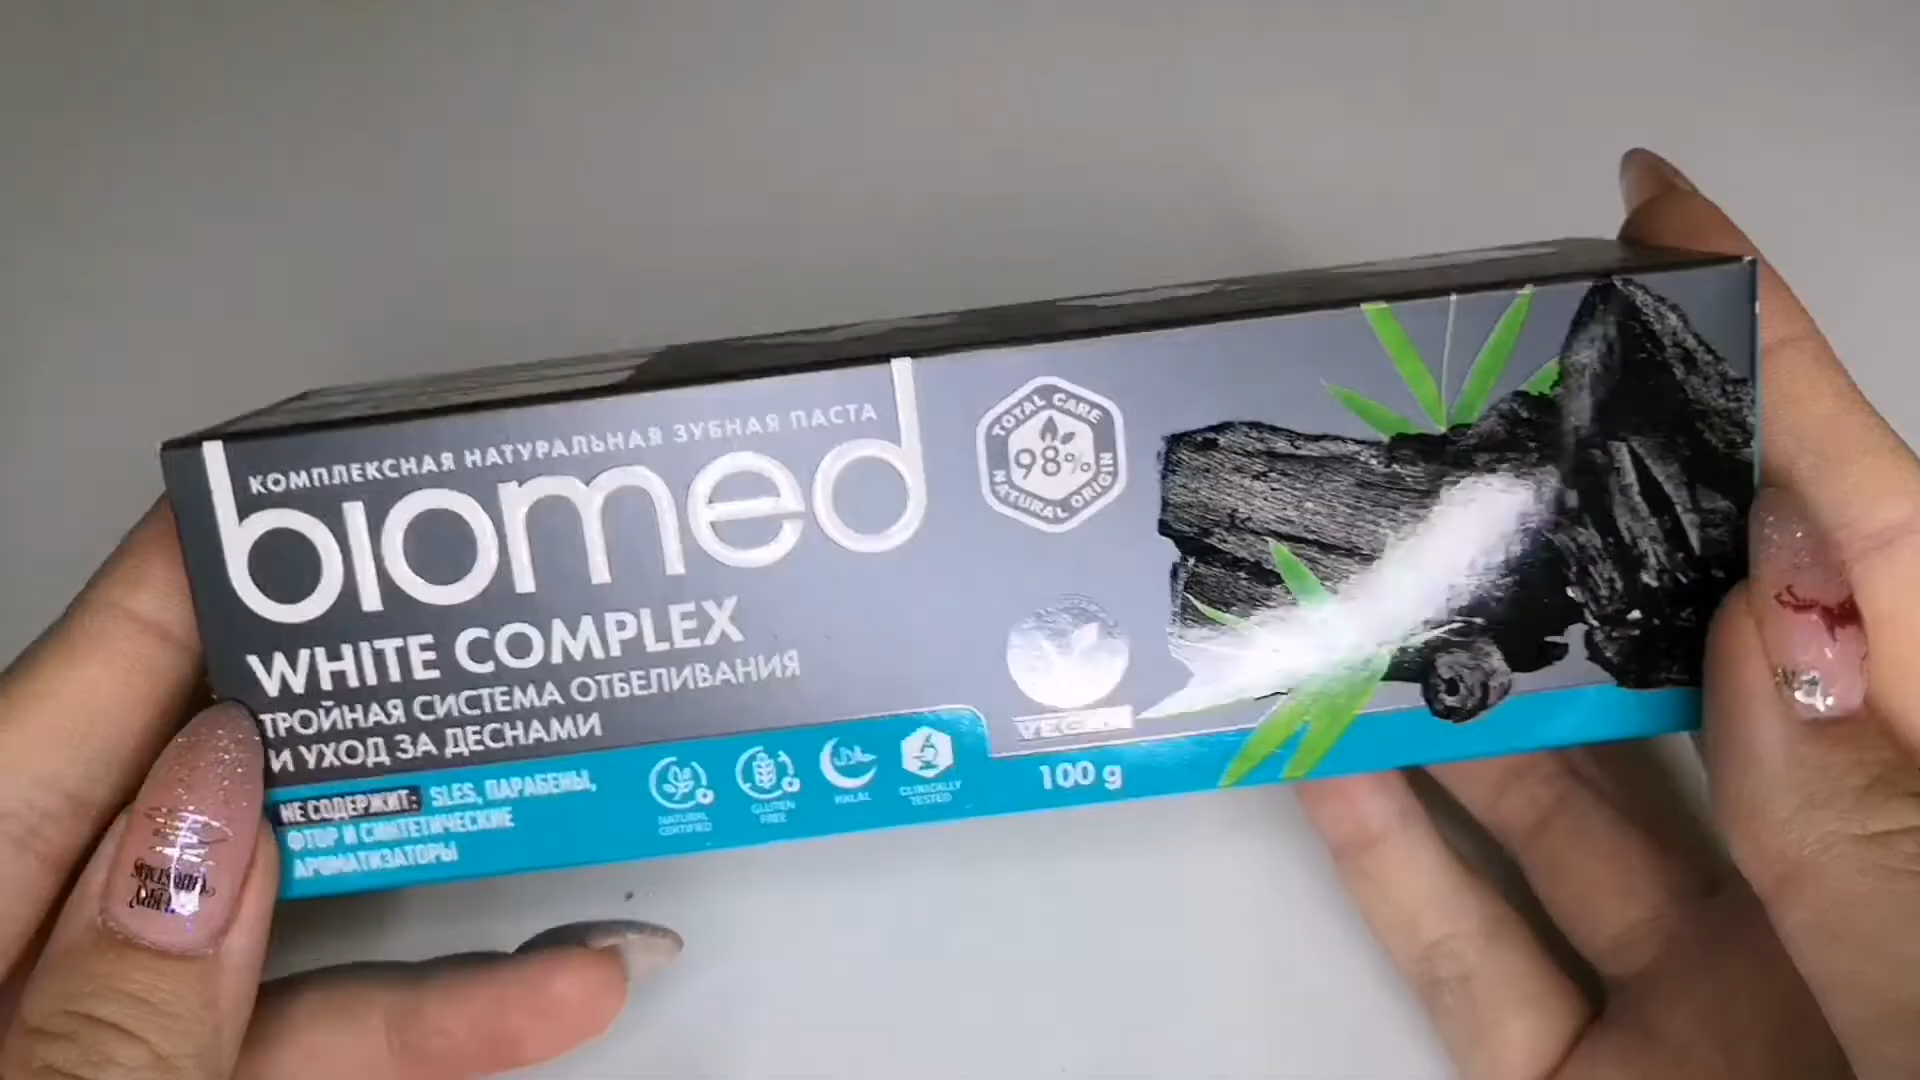 КОМПЛЕКСНАЯ НАТУРАЛЬНАЯ ЗУБНАЯ ПАСТА
biomed
WHITE COMPLEX
ТРОЙНАЯ СИСТЕМА ОТБЕЛИВАНИЯ
И УХОД ЗА ДЕСНАМИ
НЕ СОДЕРЖИТ: SLES, ПАРАБЕНЫ,
ФТОР И СИНТЕТИЧЕСКИЕ
АРОМАТИЗАТОРЫ
NATURAL
CERTIFIED
GLUTEN
FREE
HALAL
CLINICALLY
TESTED
TOTAL CARE
98%
NATURAL ORIGIN
VEGAN
100 g